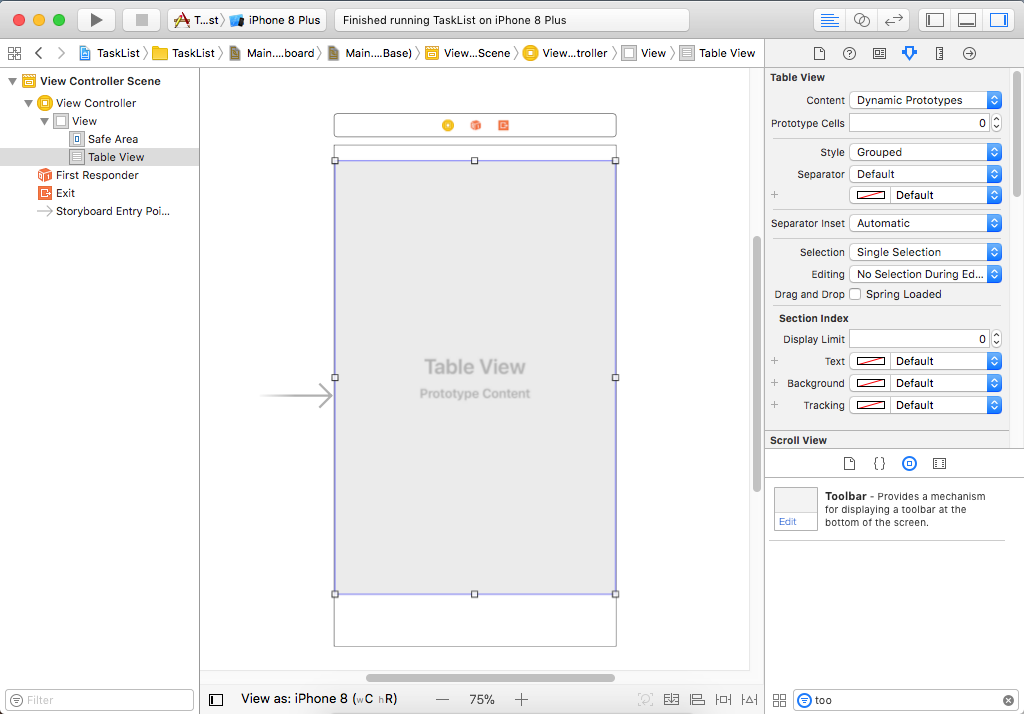 T...st〉 iPhone 8 Plus
Finished running TaskList on iPhone 8 Plus
TaskList 〉 TaskList 〉 Main....board 〉 Main....Base) 〉 View...Scene 〉 View...troller 〉 View 〉 Table View
View Controller Scene
View Controller
View
Safe Area
Table View
First Responder
Exit
Storyboard Entry Poi...
Table View
Prototype Content
Table View
Content Dynamic Prototypes
Prototype Cells 0
Style Grouped
Separator Default
+ Default
Separator Inset Automatic
Selection Single Selection
Editing No Selection During Ed...
Drag and Drop Spring Loaded
Section Index
Display Limit 0
+ Text Default
+ Background Default
+ Tracking Default
Scroll View
{ }
Edit
Toolbar - Provides a mechanism
for displaying a toolbar at the
bottom of the screen.
Filter
View as: iPhone 8 (wC hR)
— 75% +
too